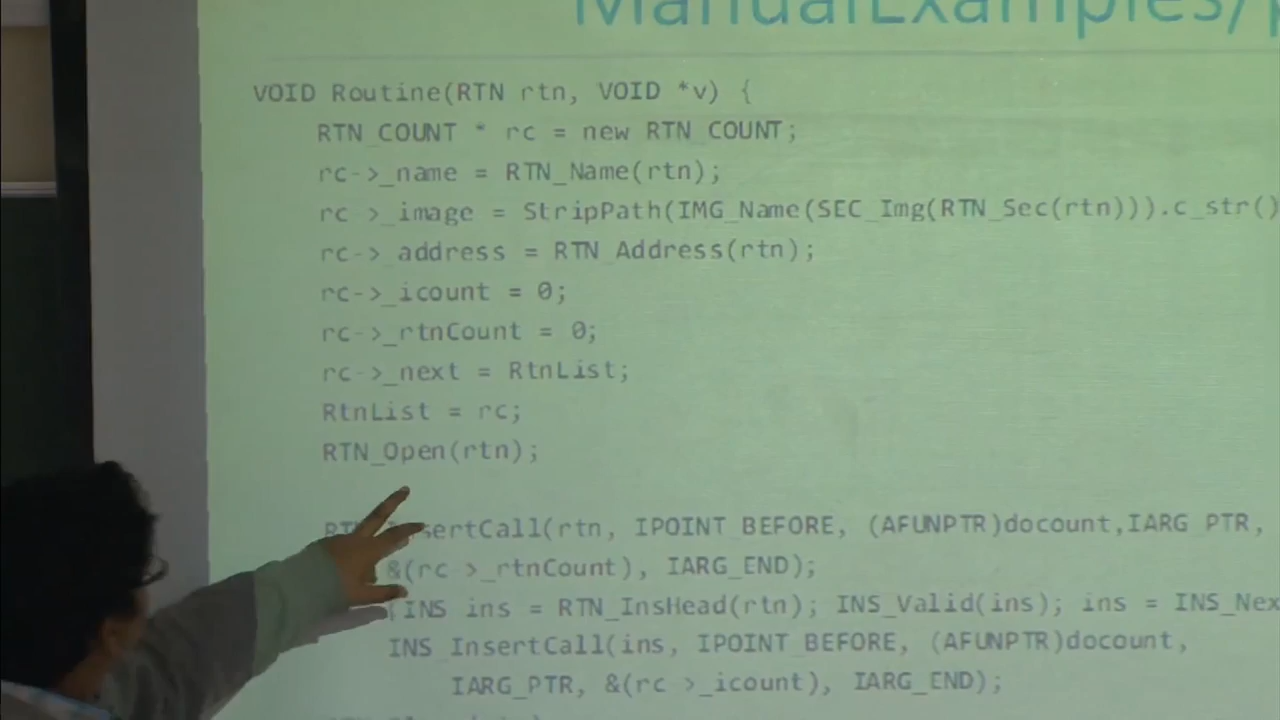 ManualExamples/
VOID Routine(RTN rtn, VOID *v) {
RTN_COUNT * rc = new RTN_COUNT;
rc->_name = RTN_Name(rtn);
rc->_image = StripPath(IMG_Name(SEC_Img(RTN_Sec(rtn))).c_str()
rc->_address = RTN_Address(rtn);
rc->_icount = 0;
rc->_rtnCount = 0;
rc->_next = RtnList;
RtnList = rc;
RTN_Open(rtn);
RTN_InsertCall(rtn, IPOINT_BEFORE, (AFUNPTR)docount,IARG_PTR,
&(rc->_rtnCount), IARG_END);
(INS ins = RTN_InsHead(rtn); INS_Valid(ins); ins = INS_Nex
INS_InsertCall(ins, IPOINT_BEFORE, (AFUNPTR)docount,
IARG_PTR, &(rc->_icount), IARG_END);